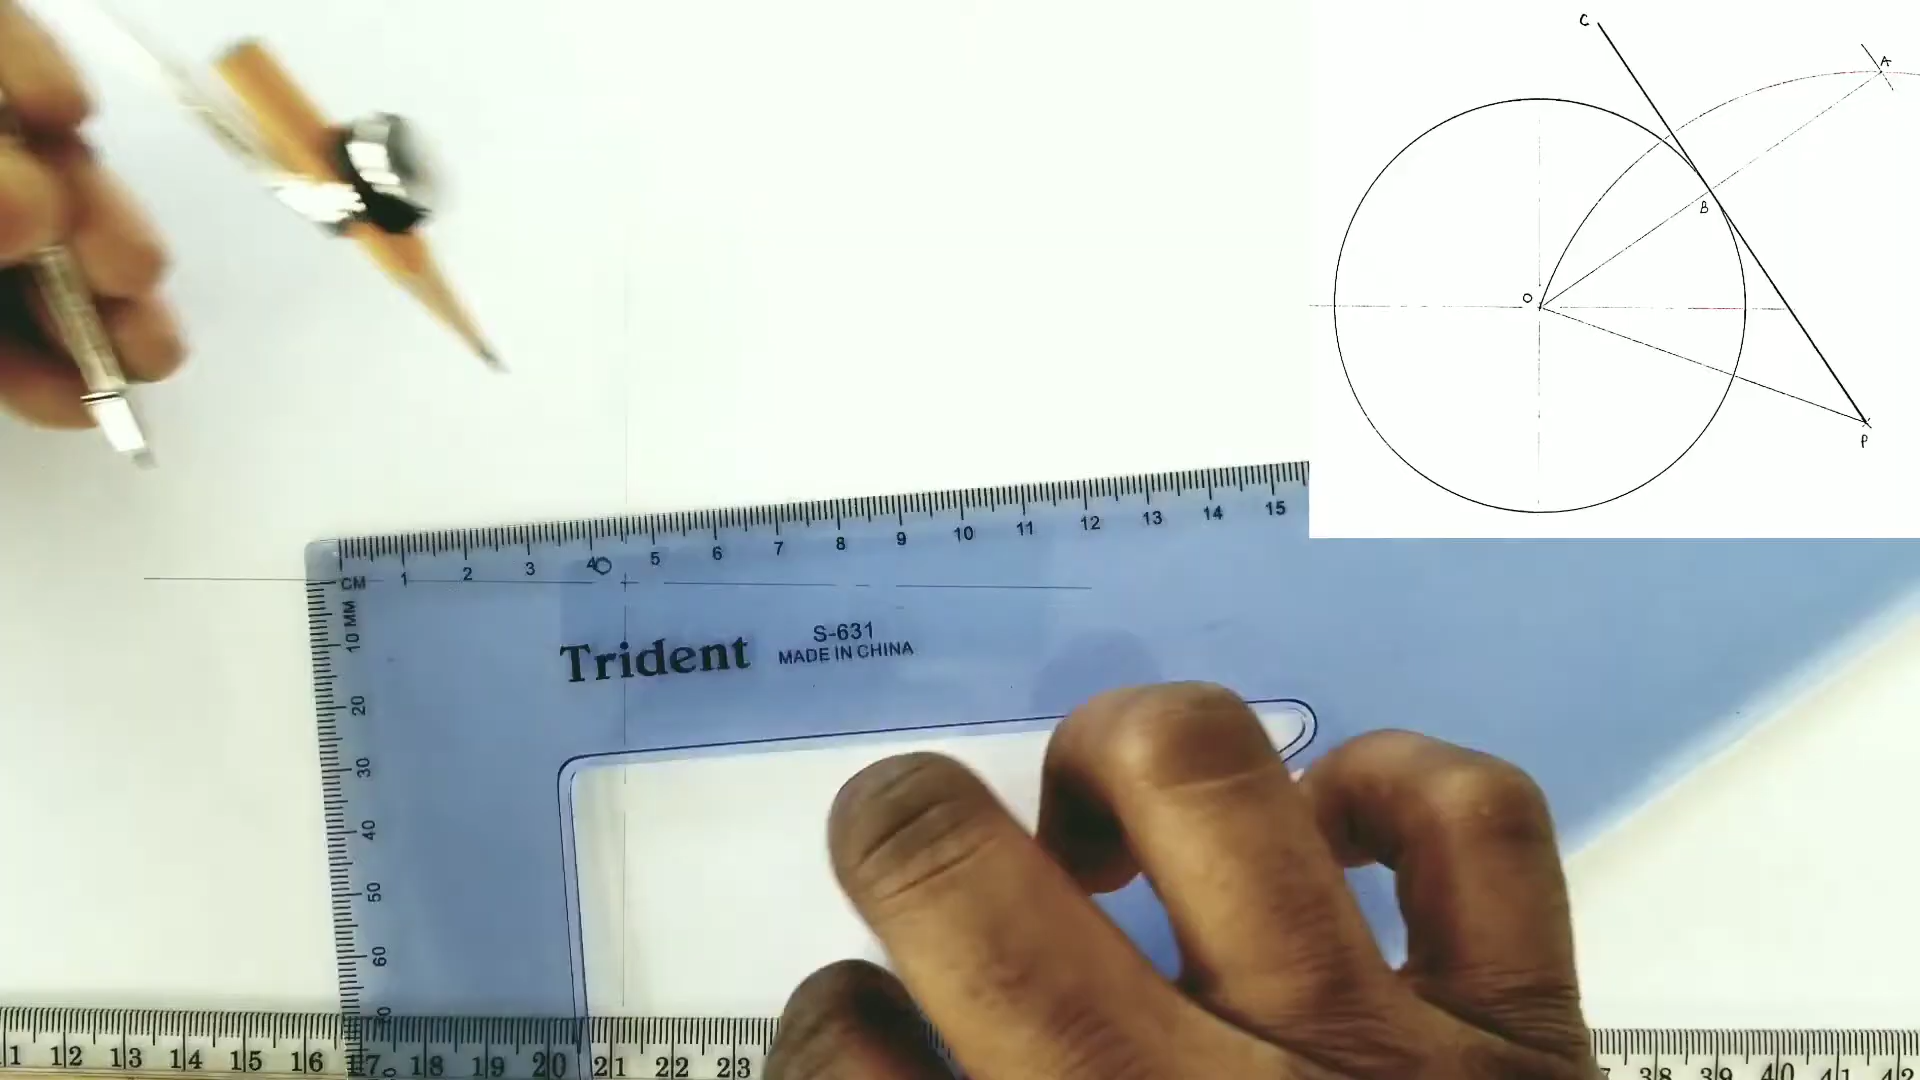 C
A
B
O
P
1 2 3 4 5 6 7 8 9 10 11 12 13 14 15
O
CM
10 MM
20
30
40
50
60
Trident
S-631
MADE IN CHINA
12 13 14 15 16 17 18 19 20 21 22 23
38 39 40 41